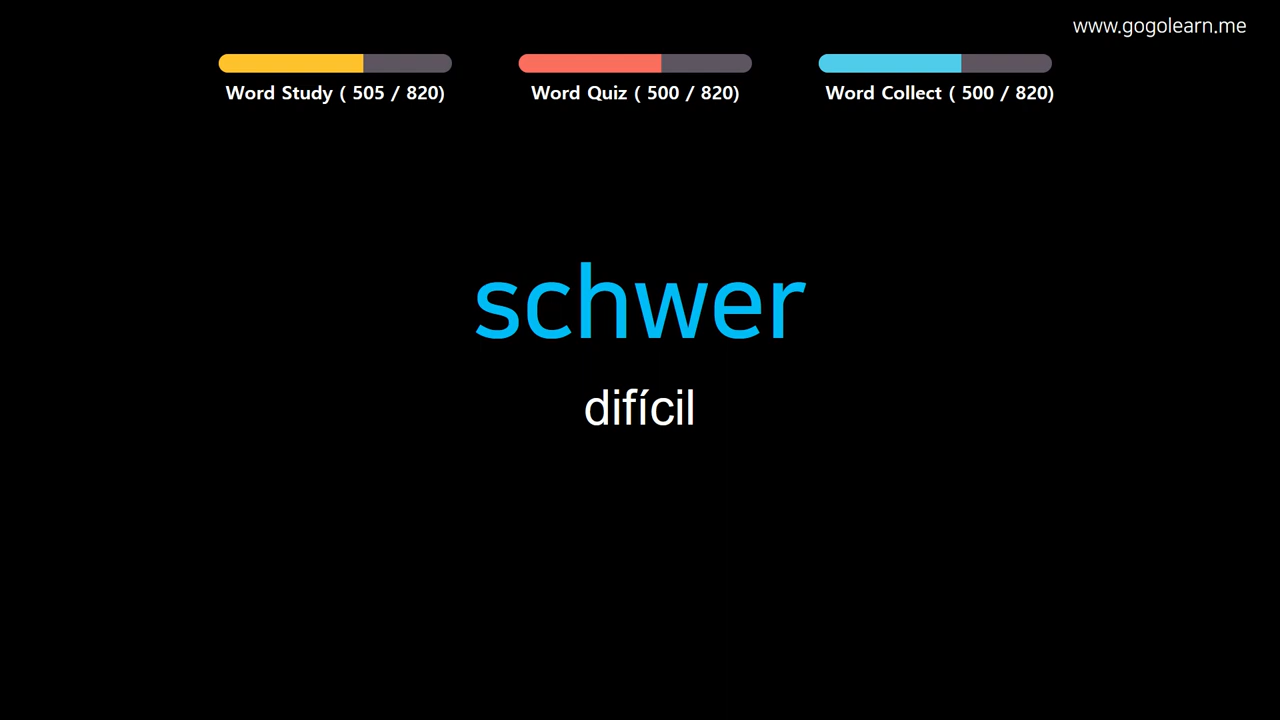 www.gogolearn.me
Word Study ( 505 / 820)
Word Quiz ( 500 / 820)
Word Collect ( 500 / 820)
schwer
difícil